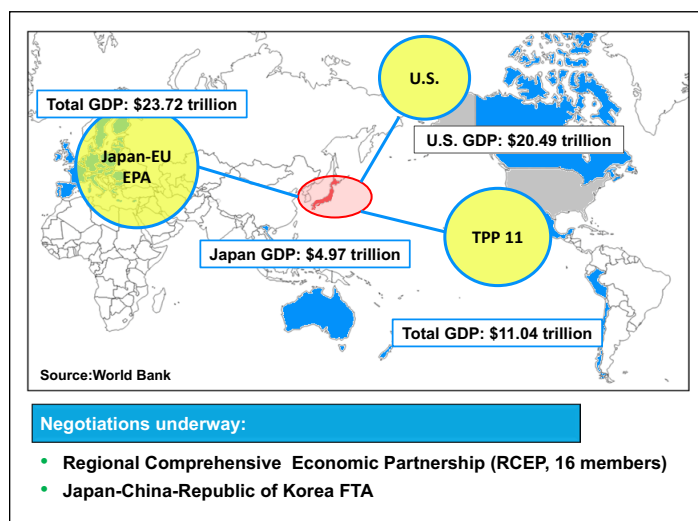 U.S.
Total GDP: $23.72 trillion
U.S. GDP: $20.49 trillion
Japan-EU
EPA
TPP 11
Japan GDP: $4.97 trillion
Total GDP: $11.04 trillion
Source:World Bank
Negotiations underway:
• Regional Comprehensive Economic Partnership (RCEP, 16 members)
• Japan-China-Republic of Korea FTA